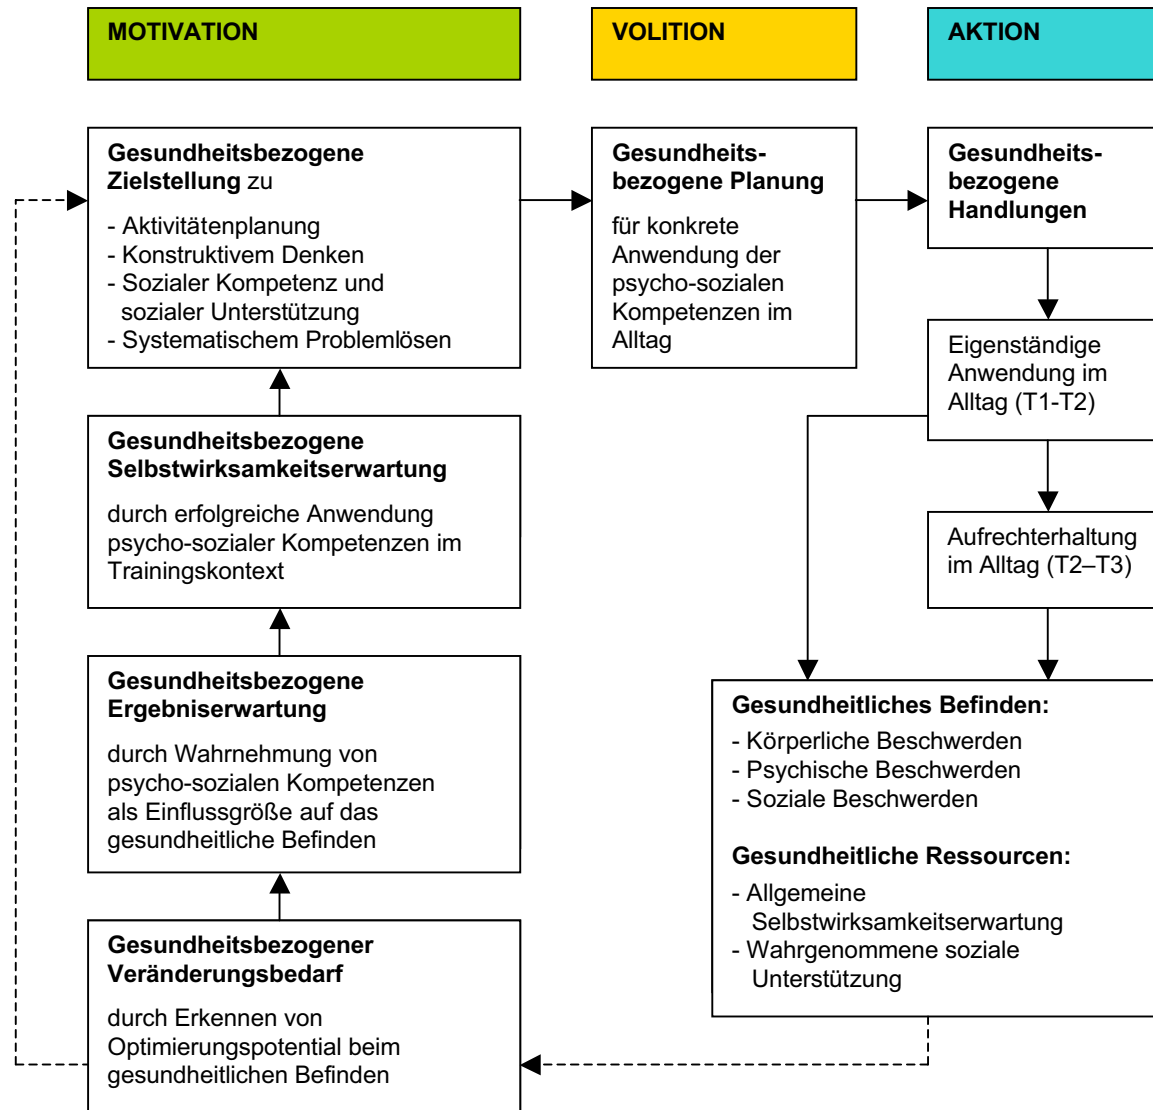 MOTIVATION
VOLITION
AKTION
Gesundheitsbezogene
Zielstellung zu
- Aktivitätenplanung
- Konstruktivem Denken
- Sozialer Kompetenz und
sozialer Unterstützung
- Systematischem Problemlösen
Gesundheits-
bezogene Planung
für konkrete
Anwendung der
psycho-sozialen
Kompetenzen im
Alltag
Gesundheits-
bezogene
Handlungen
Eigenständige
Anwendung im
Alltag (T1-T2)
Aufrechterhaltung
im Alltag (T2–T3)
Gesundheitsbezogene
Selbstwirksamkeitserwartung
durch erfolgreiche Anwendung
psycho-sozialer Kompetenzen im
Trainingskontext
Gesundheitsbezogene
Ergebniserwartung
durch Wahrnehmung von
psycho-sozialen Kompetenzen
als Einflussgröße auf das
gesundheitliche Befinden
Gesundheitsbezogener
Veränderungsbedarf
durch Erkennen von
Optimierungspotential beim
gesundheitlichen Befinden
Gesundheitliches Befinden:
- Körperliche Beschwerden
- Psychische Beschwerden
- Soziale Beschwerden
Gesundheitliche Ressourcen:
- Allgemeine
Selbstwirksamkeitserwartung
- Wahrgenommene soziale
Unterstützung